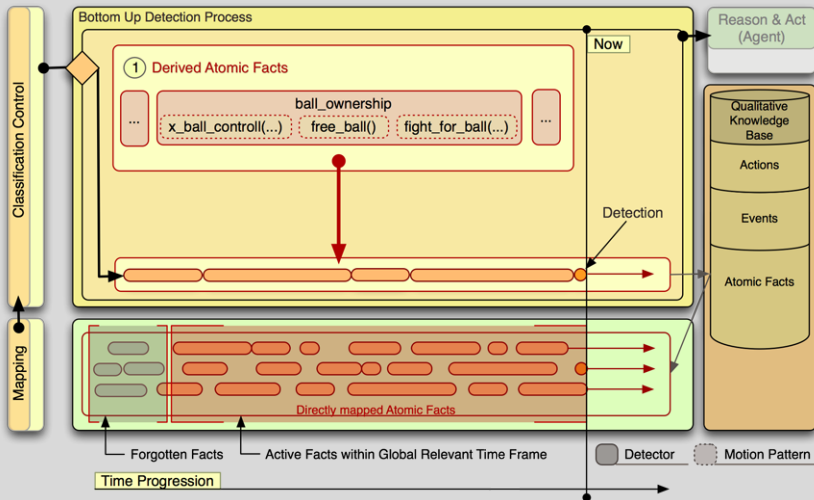 Bottom Up Detection Process
Reason & Act
(Agent)
Now
1 Derived Atomic Facts
...
ball_ownership
...
x_ball_controll(...)
free_ball()
fight_for_ball(...)
Classification Control
Qualitative
Knowledge
Base
Actions
Events
Atomic Facts
Detection
Mapping
Directly mapped Atomic Facts
Forgotten Facts
Active Facts within Global Relevant Time Frame
Detector
Motion Pattern
Time Progression